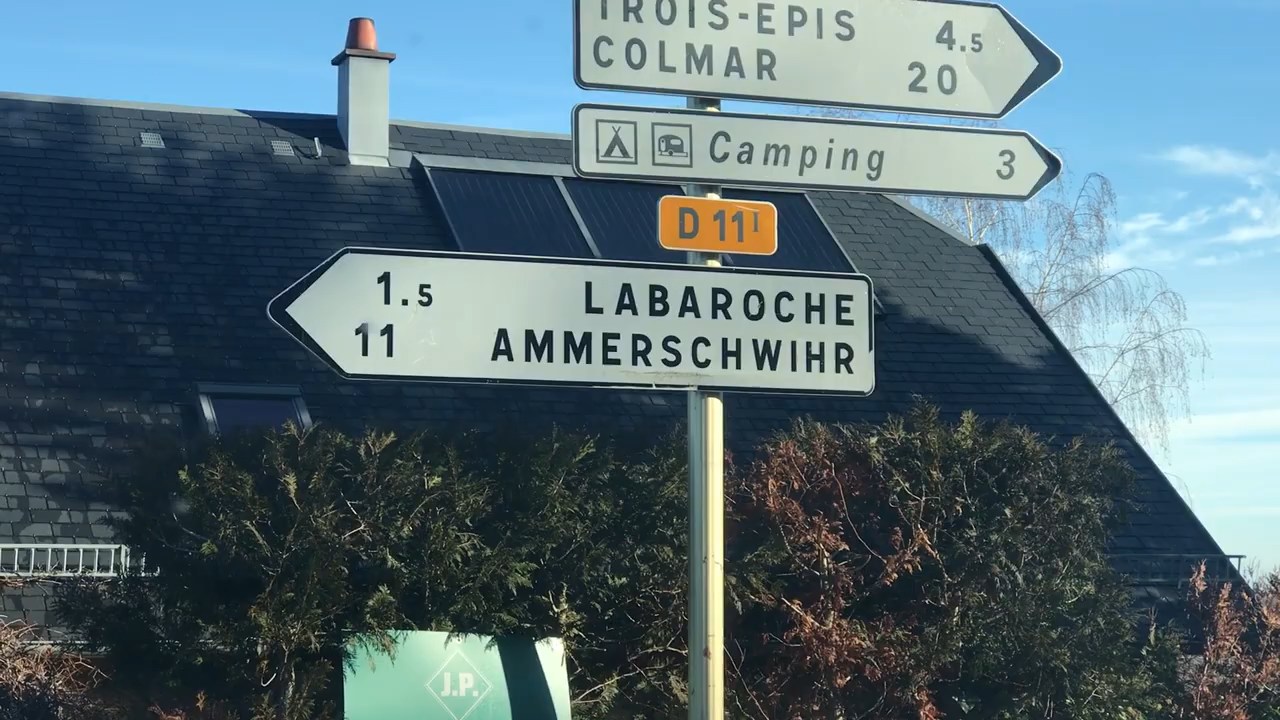 TROIS-EPIS 4.5
COLMAR 20
Camping 3
D 11I
1.5 LABAROCHE
11 AMMERSCHWIHR
J.P.